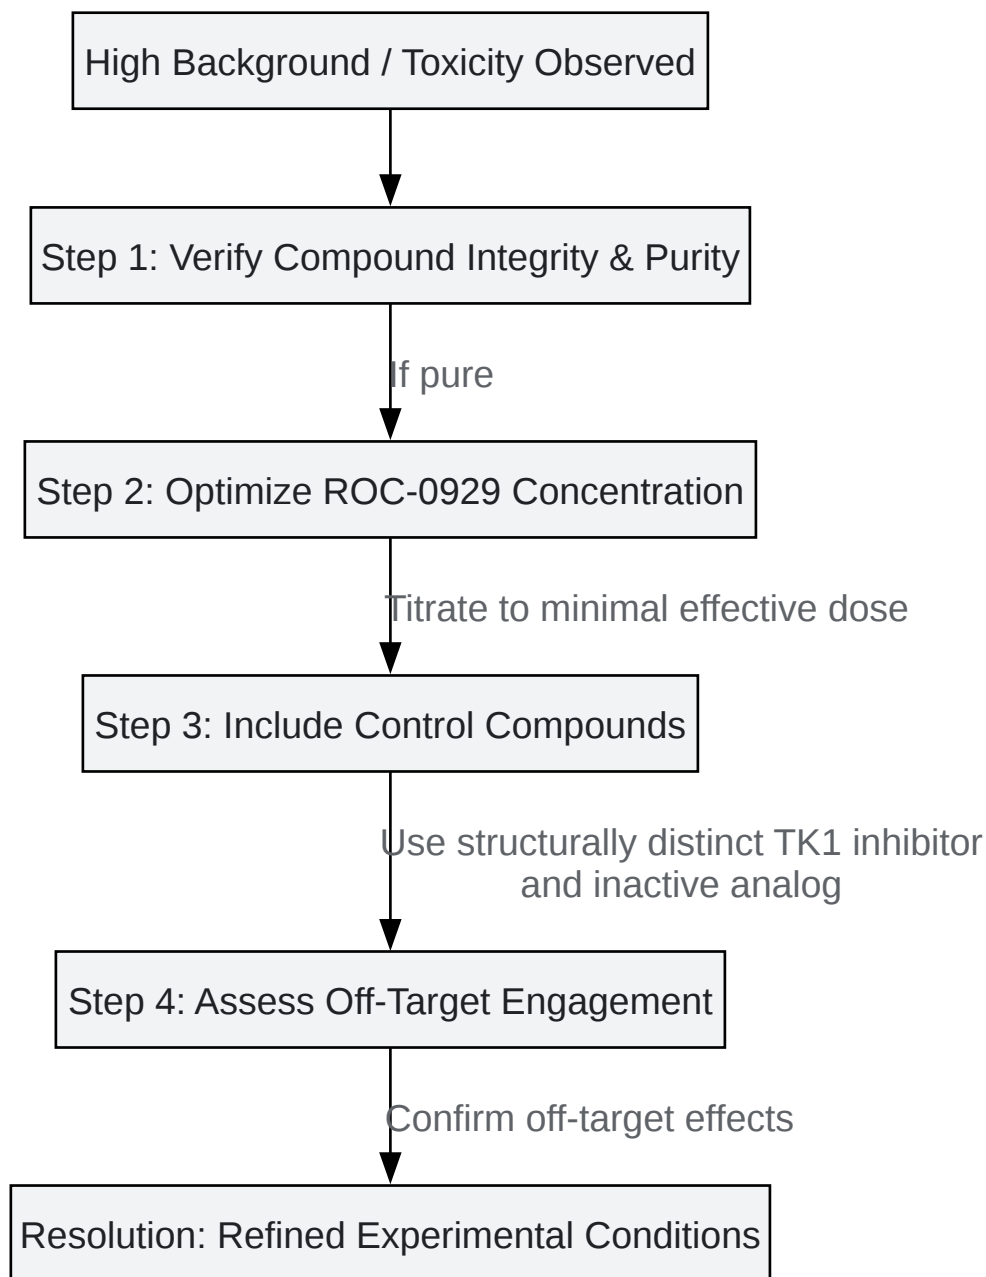 High Background / Toxicity Observed
Step 1: Verify Compound Integrity & Purity
If pure
Step 2: Optimize ROC-0929 Concentration
Titrate to minimal effective dose
Step 3: Include Control Compounds
Use structurally distinct TK1 inhibitor
and inactive analog
Step 4: Assess Off-Target Engagement
Confirm off-target effects
Resolution: Refined Experimental Conditions